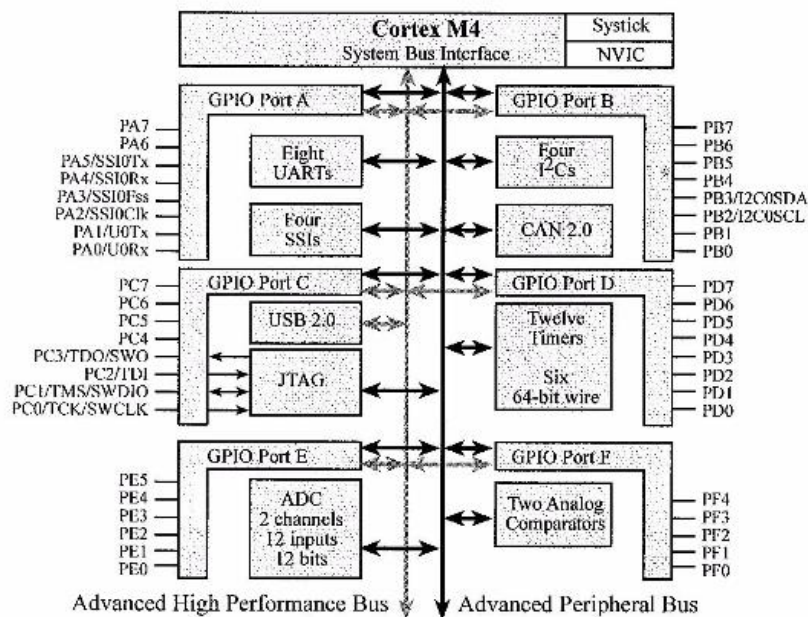 Cortex M4
System Bus Interface
Systick
NVIC
GPIO Port A
GPIO Port B
PA7
PA6
PA5/SSI0Tx
PA4/SSI0Rx
PA3/SSI0Fss
PA2/SSI0Clk
PA1/U0Tx
PA0/U0Rx
Eight
UARTs
Four
SSIs
Four
I²Cs
CAN 2.0
PB7
PB6
PB5
PB4
PB3/I2C0SDA
PB2/I2C0SCL
PB1
PB0
GPIO Port C
GPIO Port D
PC7
PC6
PC5
PC4
PC3/TDO/SWO
PC2/TDI
PC1/TMS/SWDIO
PC0/TCK/SWCLK
USB 2.0
JTAG
Twelve
Timers
Six
64-bit wire
PD7
PD6
PD5
PD4
PD3
PD2
PD1
PD0
GPIO Port E
GPIO Port F
PE5
PE4
PE3
PE2
PE1
PE0
ADC
2 channels
12 inputs
12 bits
Two Analog
Comparators
PF4
PF3
PF2
PF1
PF0
Advanced High Performance Bus
Advanced Peripheral Bus